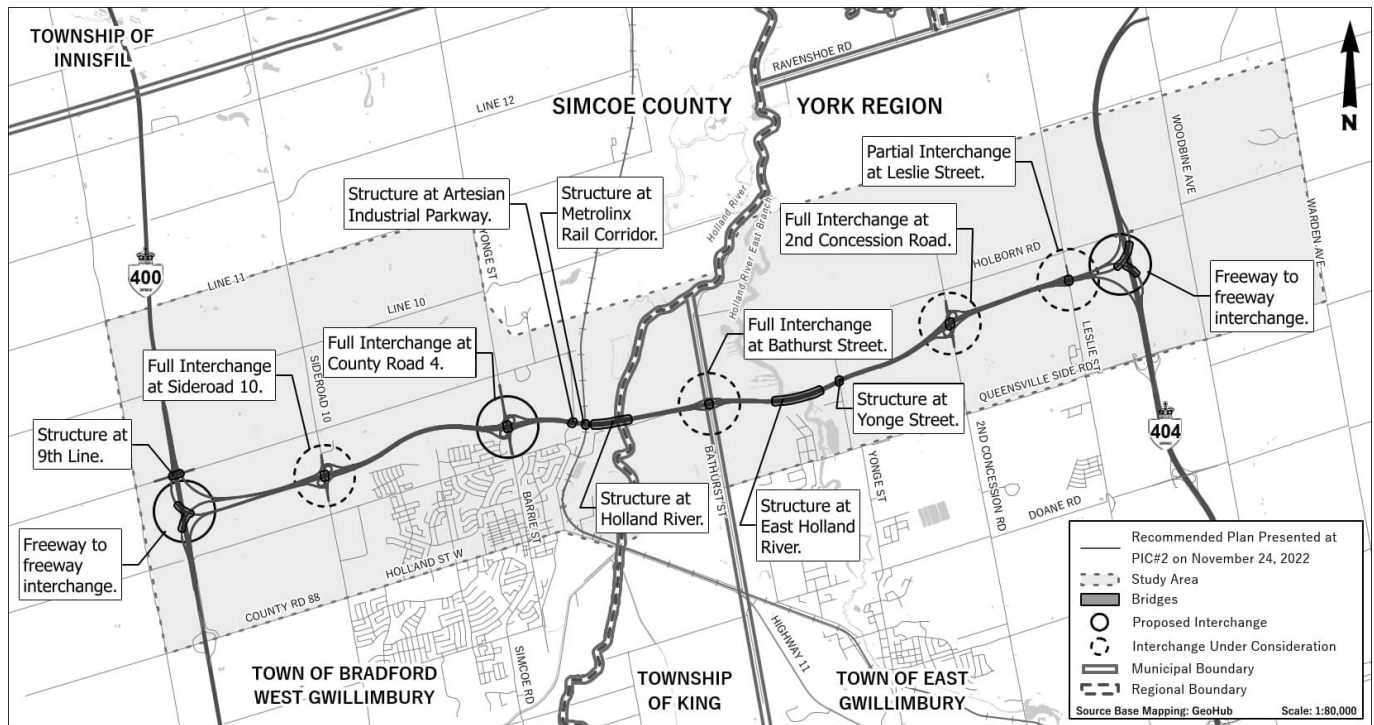 TOWNSHIP OF
INNISFIL
SIMCOE COUNTY
YORK REGION
RAVENSHOE RD
LINE 12
N
WOODBINE AVE
WARDEN AVE
Partial Interchange
at Leslie Street.
Structure at Artesian
Industrial Parkway.
Structure at
Metrolinx
Rail Corridor.
Full Interchange at
2nd Concession Road.
YONGE ST
Holland River
Holland River East Branch
HOLBORN RD
400
ONTARIO
LINE 11
LINE 10
Freeway to
freeway
interchange.
Full Interchange at
County Road 4.
Full Interchange
at Bathurst Street.
Full Interchange
at Sideroad 10.
SIDEROAD 10
LESLIE ST
QUEENSVILLE SIDE RD
Structure at
Yonge Street.
404
ONTARIO
Structure at
9th Line.
BARRIE ST
BATHURST ST
YONGE ST
2ND CONCESSION RD
DOANE RD
Structure at
Holland River.
Structure at
East Holland
River.
Freeway to
freeway
interchange.
HOLLAND ST W
COUNTY RD 88
SIMCOE RD
HIGHWAY 11
TOWN OF BRADFORD
WEST GWILLIMBURY
TOWNSHIP
OF KING
TOWN OF EAST
GWILLIMBURY
Recommended Plan Presented at
PIC#2 on November 24, 2022
Study Area
Bridges
Proposed Interchange
Interchange Under Consideration
Municipal Boundary
Regional Boundary
Source Base Mapping: GeoHub
Scale: 1:80,000